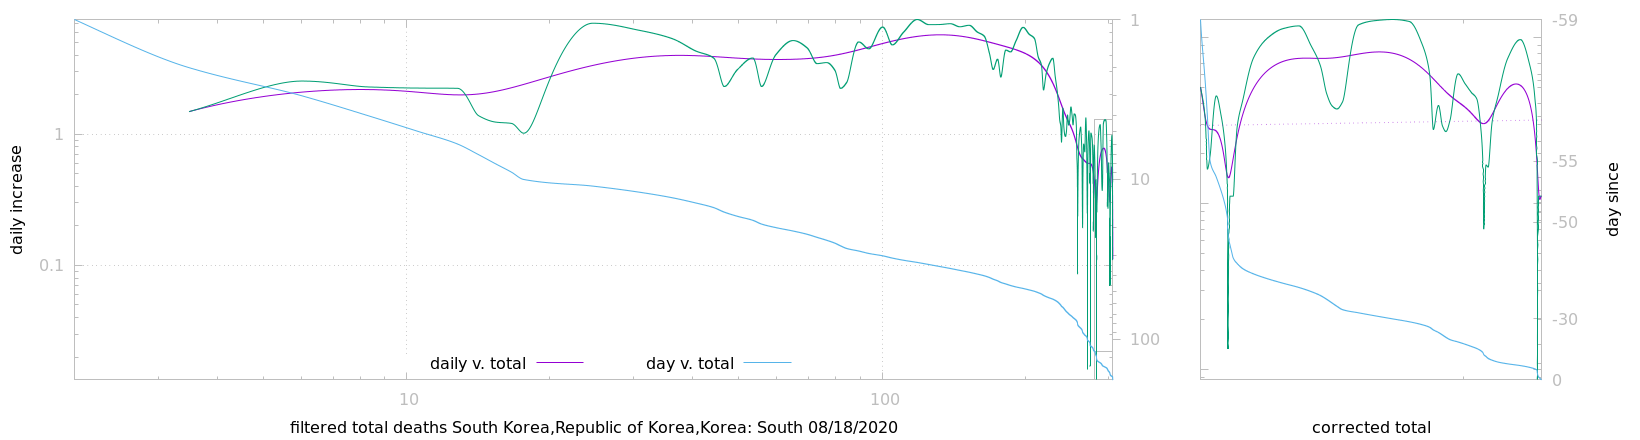 daily increase
1
0.1
10
100
daily v. total
day v. total
1
10
100
filtered total deaths South Korea,Republic of Korea,Korea: South 08/18/2020
-59
-55
-50
-30
0
day since
corrected total